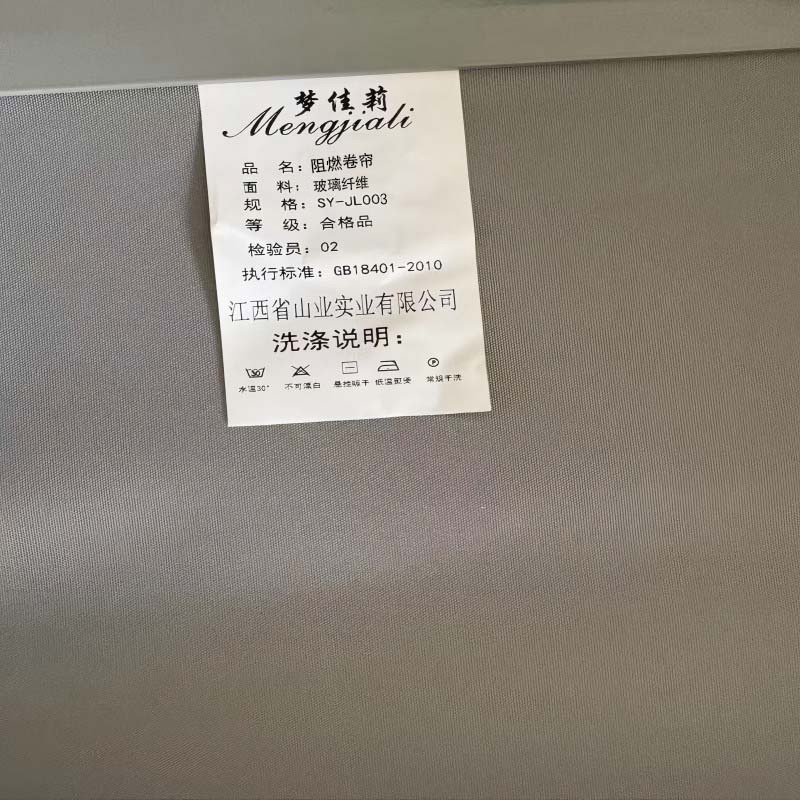 梦佳莉
Mengjiali
品 名：阻燃卷帘
面 料：玻璃纤维
规 格：SY-JL003
等 级：合格品
检验员：02
执行标准：GB18401-2010
江西省山业实业有限公司
洗涤说明：
水温30° 不可漂白 悬挂晾干 低温熨烫 常规干洗